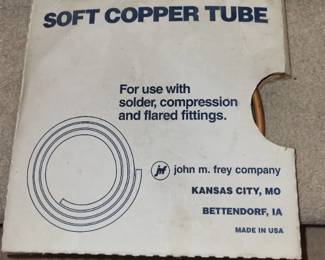 SOFT COPPER TUBE
For use with
solder, compression
and flared fittings.
jmf john m. frey company
KANSAS CITY, MO
BETTENDORF, IA
MADE IN USA